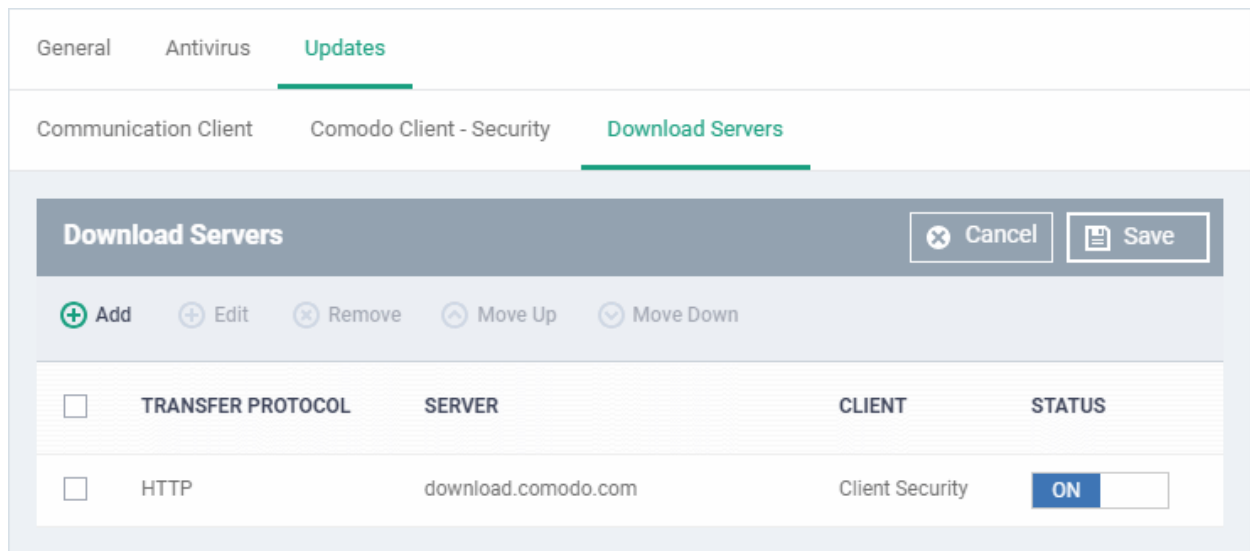 General Antivirus Updates
Communication Client Comodo Client - Security Download Servers
Download Servers Cancel Save
Add Edit Remove Move Up Move Down
TRANSFER PROTOCOL SERVER CLIENT STATUS
HTTP download.comodo.com Client Security ON